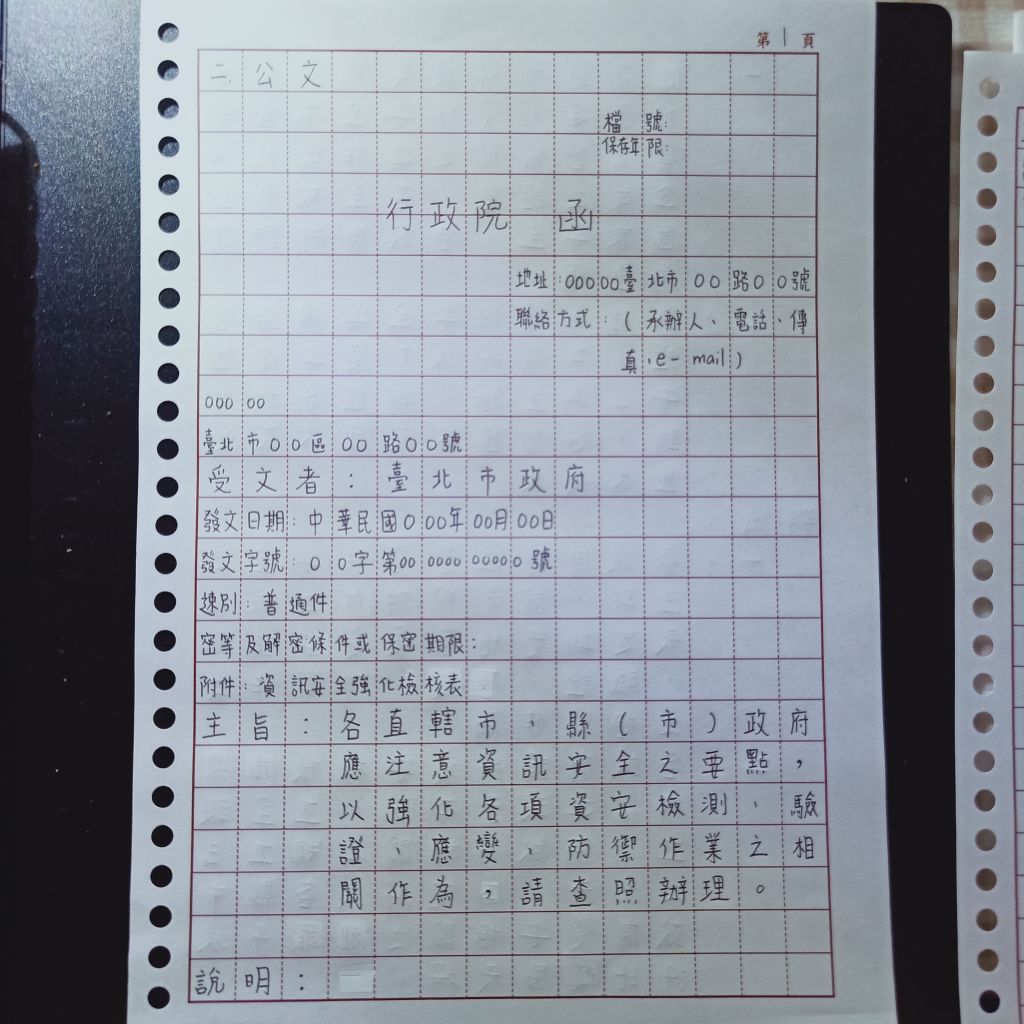 第1頁
二、公文
檔 號:
保存年限:
行政院 函
地址:00000臺北市00路00號
聯絡方式:(承辦人、電話、傳
真、e-mail)
000 00
臺北市00區00路00號
受文者:臺北市政府
發文日期:中華民國000年00月00日
發文字號:00字第00 0000 00000號
速別:普通件
密等及解密條件或保密期限:
附件:資訊安全強化檢核表
主旨:各直轄市、縣(市)政府
應注意資訊安全之要點,
以強化各項資安檢測、驗
證、應變、防禦作業之相
關作為,請查照辦理。
說明: